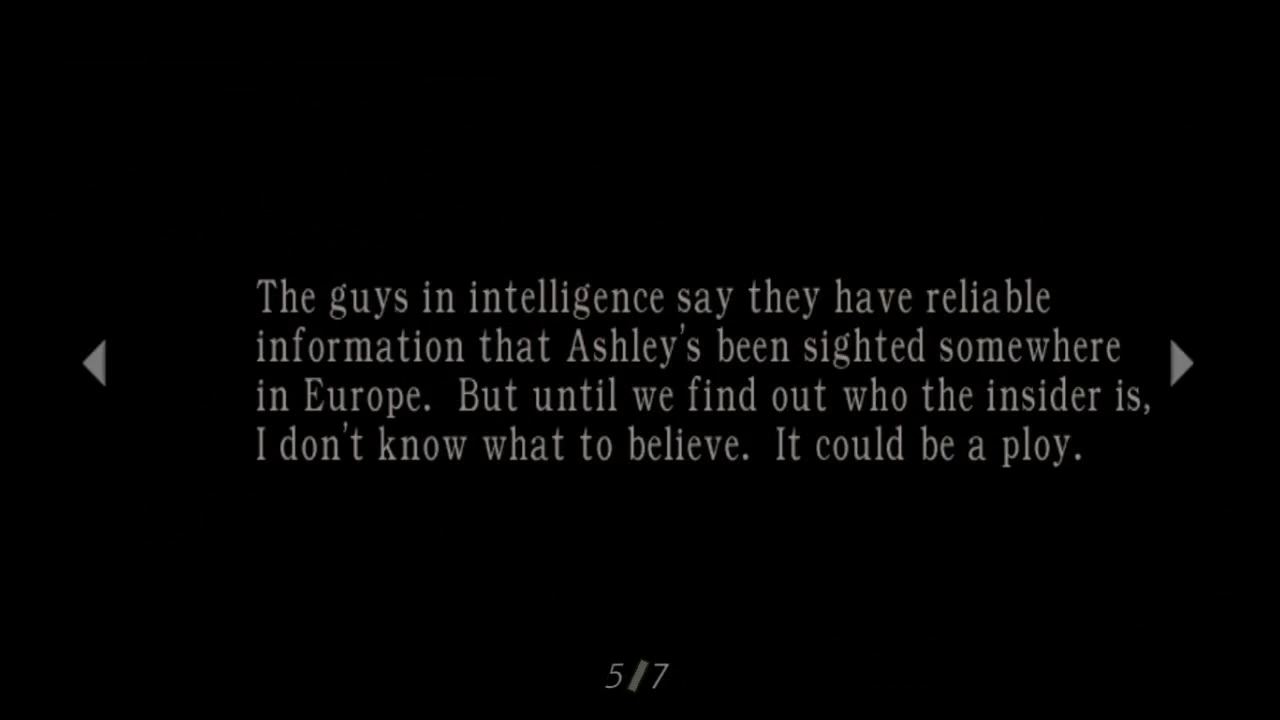 The guys in intelligence say they have reliable
information that Ashley's been sighted somewhere
in Europe.  But until we find out who the insider is,
I don't know what to believe.  It could be a ploy.
5/7